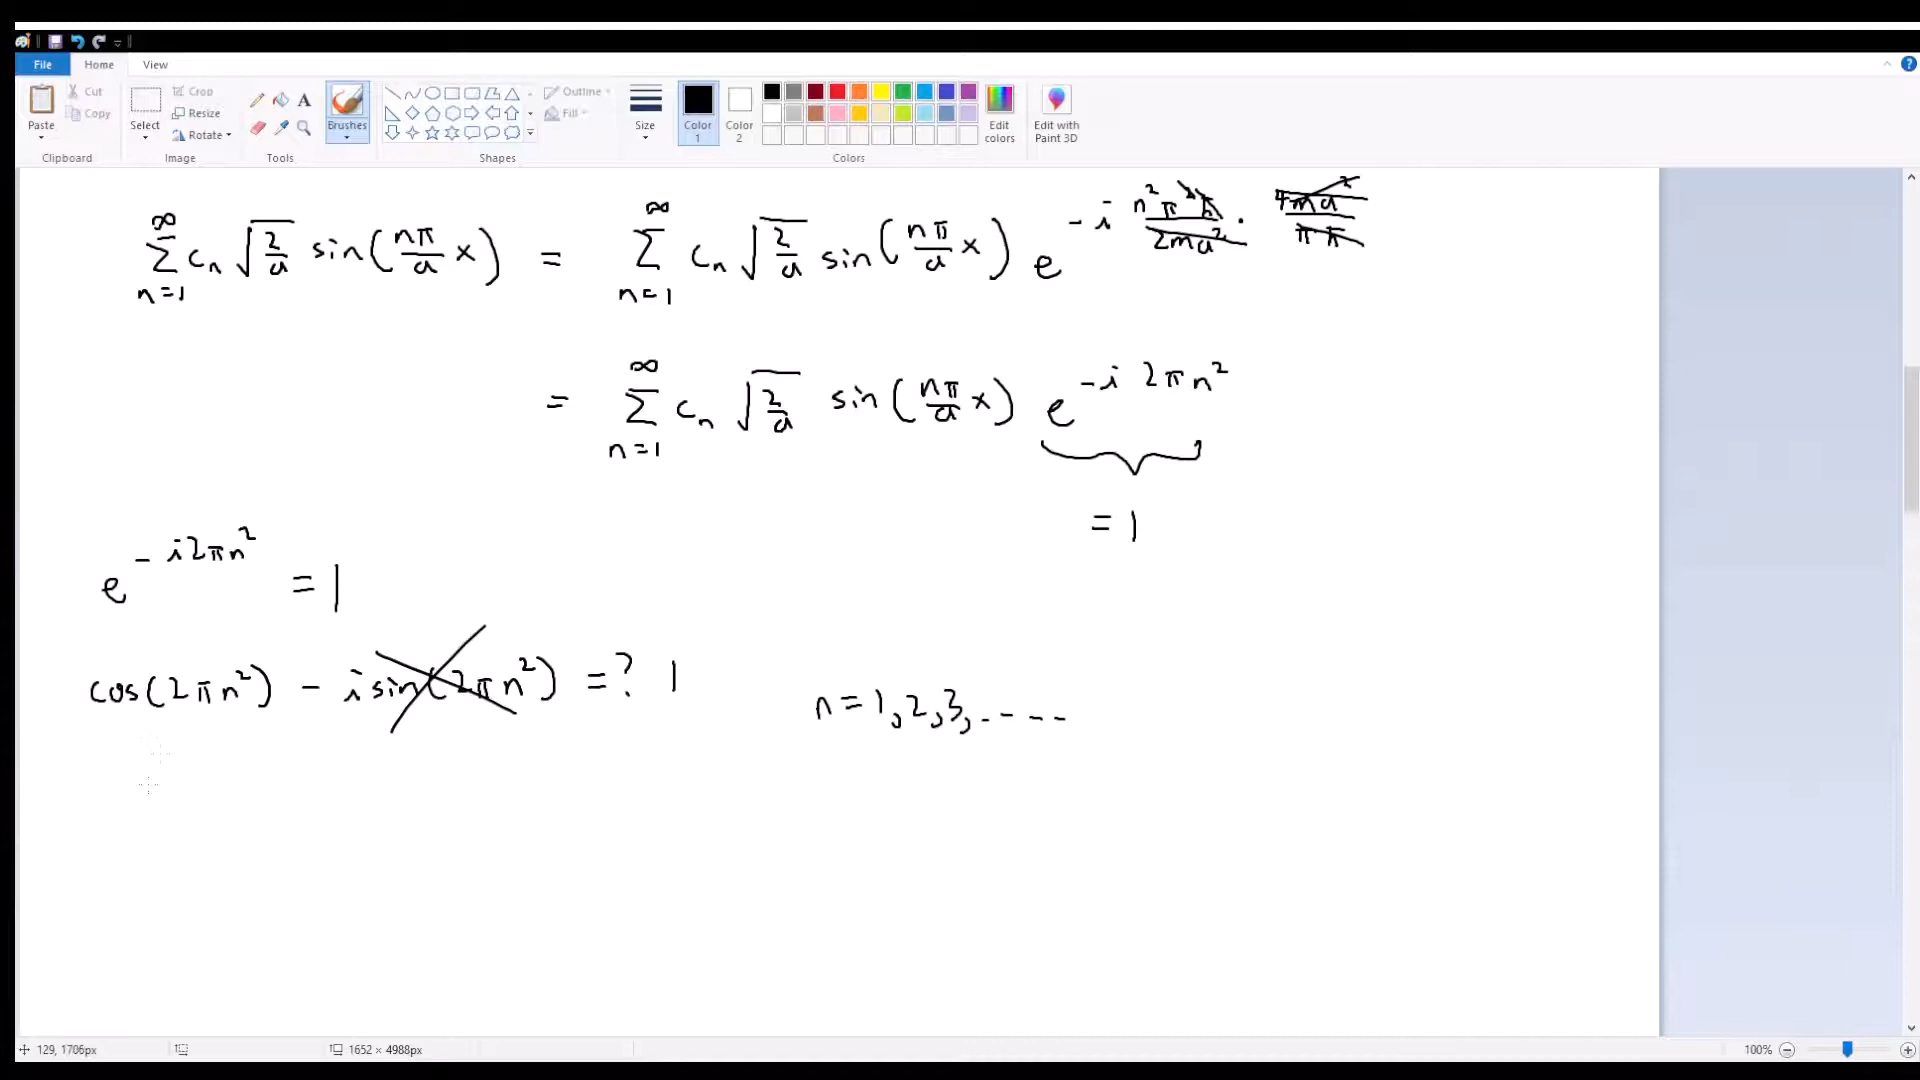 File Home View
Paste Cut Copy Clipboard
Select Crop Resize Rotate Image
A Tools
Brushes
Shapes Outline Fill
Size
Color 1 Color 2 Edit colors Colors
Edit with Paint 3D
∞ ∑ n=1 cₙ √(2/a) sin(nπ/a x) = ∞ ∑ n=1 cₙ √(2/a) sin(nπ/a x) e^(-i n²π²ħ/2ma² · 4ma²/πħ)
= ∞ ∑ n=1 cₙ √(2/a) sin(nπ/a x) e^(-i 2πn²)
= 1
e^(-i2πn²) = 1
cos(2πn²) - i sin(2πn²) =? 1
n = 1, 2, 3, .----
129, 1706px 1652 × 4988px 100%